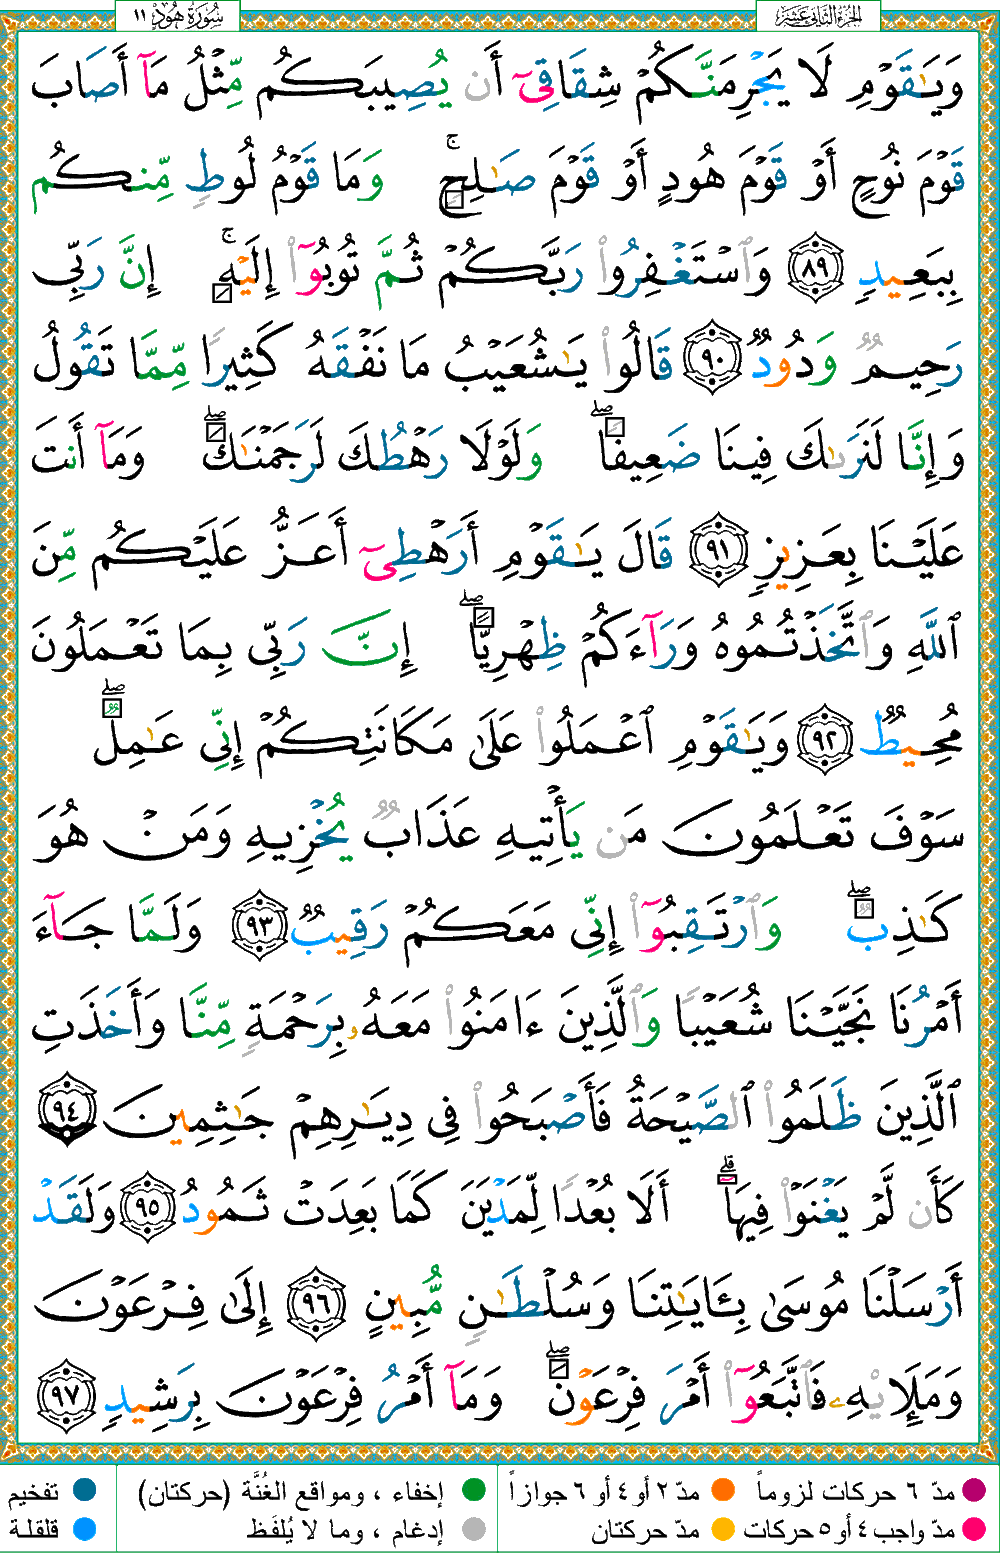 سُورَةُ هُودٍ ١١
الجُزءُ الثَّانِي عَشَر
وَيَـٰقَوۡمِ لَا يَجۡرِمَنَّكُمۡ شِقَاقِيٓ أَن يُصِيبَكُم مِّثۡلُ مَآ أَصَابَ
قَوۡمَ نُوحٍ أَوۡ قَوۡمَ هُودٍ أَوۡ قَوۡمَ صَـٰلِحٖۚ وَمَا قَوۡمُ لُوطٖ مِّنكُم
بِبَعِيدٖ ٨٩ وَٱسۡتَغۡفِرُواْ رَبَّكُمۡ ثُمَّ تُوبُوٓاْ إِلَيۡهِۚ إِنَّ رَبِّي
رَحِيمٞ وَدُودٞ ٩٠ قَالُواْ يَـٰشُعَيۡبُ مَا نَفۡقَهُ كَثِيرٗا مِّمَّا تَقُولُ
وَإِنَّا لَنَرَىٰكَ فِينَا ضَعِيفٗاۖ وَلَوۡلَا رَهۡطُكَ لَرَجَمۡنَـٰكَۖ وَمَآ أَنتَ
عَلَيۡنَا بِعَزِيزٖ ٩١ قَالَ يَـٰقَوۡمِ أَرَهۡطِيٓ أَعَزُّ عَلَيۡكُم مِّنَ
ٱللَّهِ وَٱتَّخَذۡتُمُوهُ وَرَآءَكُمۡ ظِهۡرِيًّاۖ إِنَّ رَبِّي بِمَا تَعۡمَلُونَ
مُحِيطٞ ٩٢ وَيَـٰقَوۡمِ ٱعۡمَلُواْ عَلَىٰ مَكَانَتِكُمۡ إِنِّي عَـٰمِلٞۖ
سَوۡفَ تَعۡلَمُونَ مَن يَأۡتِيهِ عَذَابٞ يُخۡزِيهِ وَمَنۡ هُوَ
كَـٰذِبٞۖ وَٱرۡتَقِبُوٓاْ إِنِّي مَعَكُمۡ رَقِيبٞ ٩٣ وَلَمَّا جَآءَ
أَمۡرُنَا نَجَّيۡنَا شُعَيۡبٗا وَٱلَّذِينَ ءَامَنُواْ مَعَهُۥ بِرَحۡمَةٖ مِّنَّا وَأَخَذَتِ
ٱلَّذِينَ ظَلَمُواْ ٱلصَّيۡحَةُ فَأَصۡبَحُواْ فِي دِيَـٰرِهِمۡ جَـٰثِمِينَ ٩٤
كَأَن لَّمۡ يَغۡنَوۡاْ فِيهَآۗ أَلَا بُعۡدٗا لِّمَدۡيَنَ كَمَا بَعِدَتۡ ثَمُودُ ٩٥ وَلَقَدۡ
أَرۡسَلۡنَا مُوسَىٰ بِـَٔايَـٰتِنَا وَسُلۡطَـٰنٖ مُّبِينٍ ٩٦ إِلَىٰ فِرۡعَوۡنَ
وَمَلَإِيْهِۦ فَٱتَّبَعُوٓاْ أَمۡرَ فِرۡعَوۡنَۖ وَمَآ أَمۡرُ فِرۡعَوۡنَ بِرَشِيدٖ ٩٧
مدّ ٦ حركات لزوماً
مدّ ٢ أو ٤ أو ٦ جوازاً
إخفاء ، ومواقع الغُنَّة (حركتان)
تفخيم
مدّ واجب ٤ أو ٥ حركات
مدّ حركتان
إدغام ، وما لا يُلفَظ
قلقلة